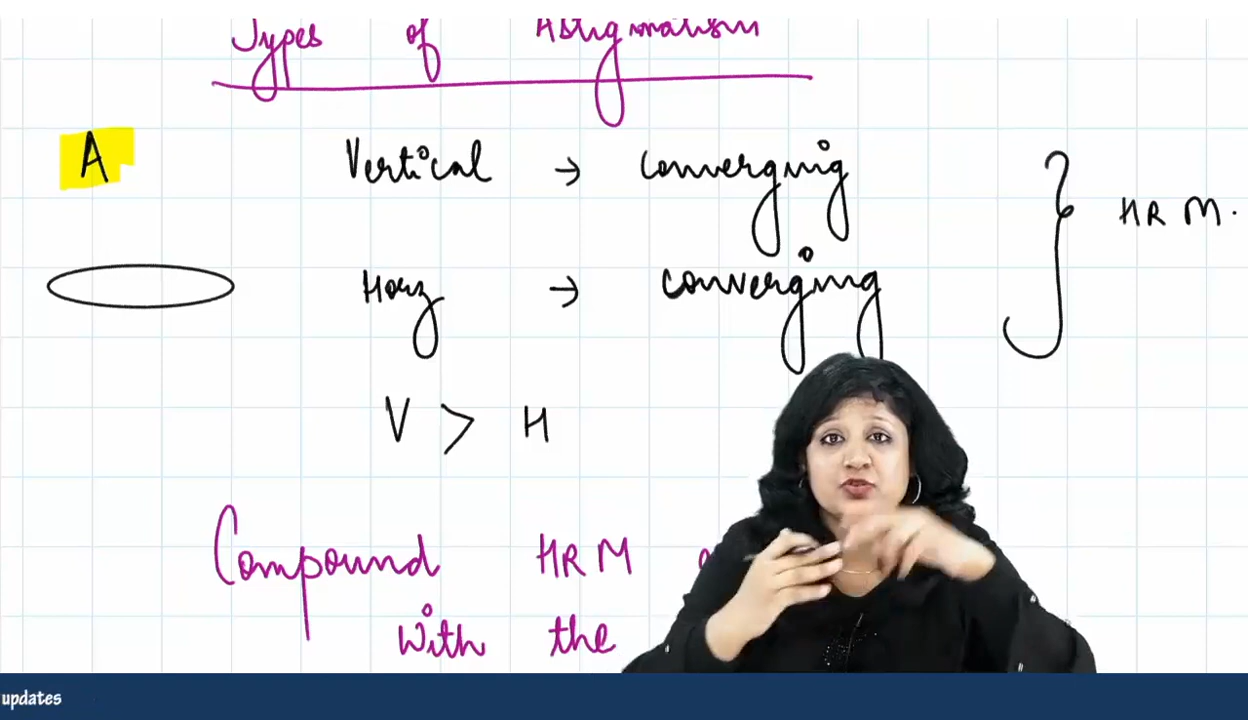 Types of Astigmatism
A Vertical → converging
HRM.
Horz → converging
V > H
Compound HRM
with the
updates